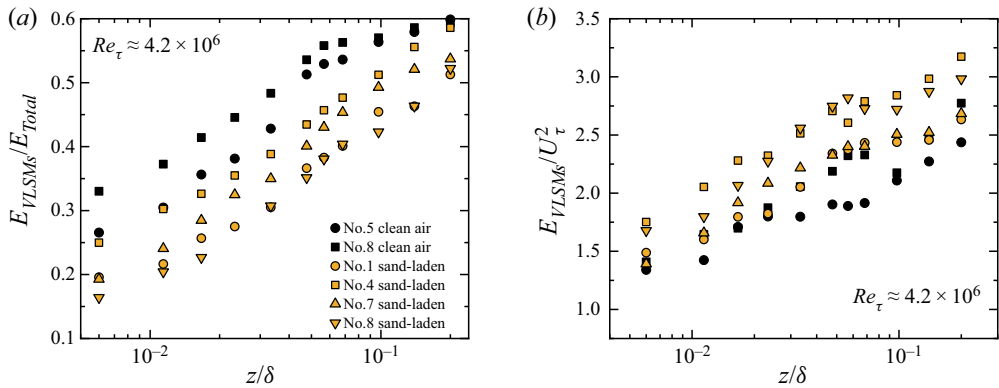 (a)
0.6
0.5
0.4
0.3
0.2
0.1
E_VLSMs/E_Total
Re_τ ≈ 4.2 × 10^6
No.5 clean air
No.8 clean air
No.1 sand-laden
No.4 sand-laden
No.7 sand-laden
No.8 sand-laden
10^−2
10^−1
z/δ
(b)
3.5
3.0
2.5
2.0
1.5
1.0
E_VLSMs/U_τ^2
Re_τ ≈ 4.2 × 10^6
10^−2
10^−1
z/δ